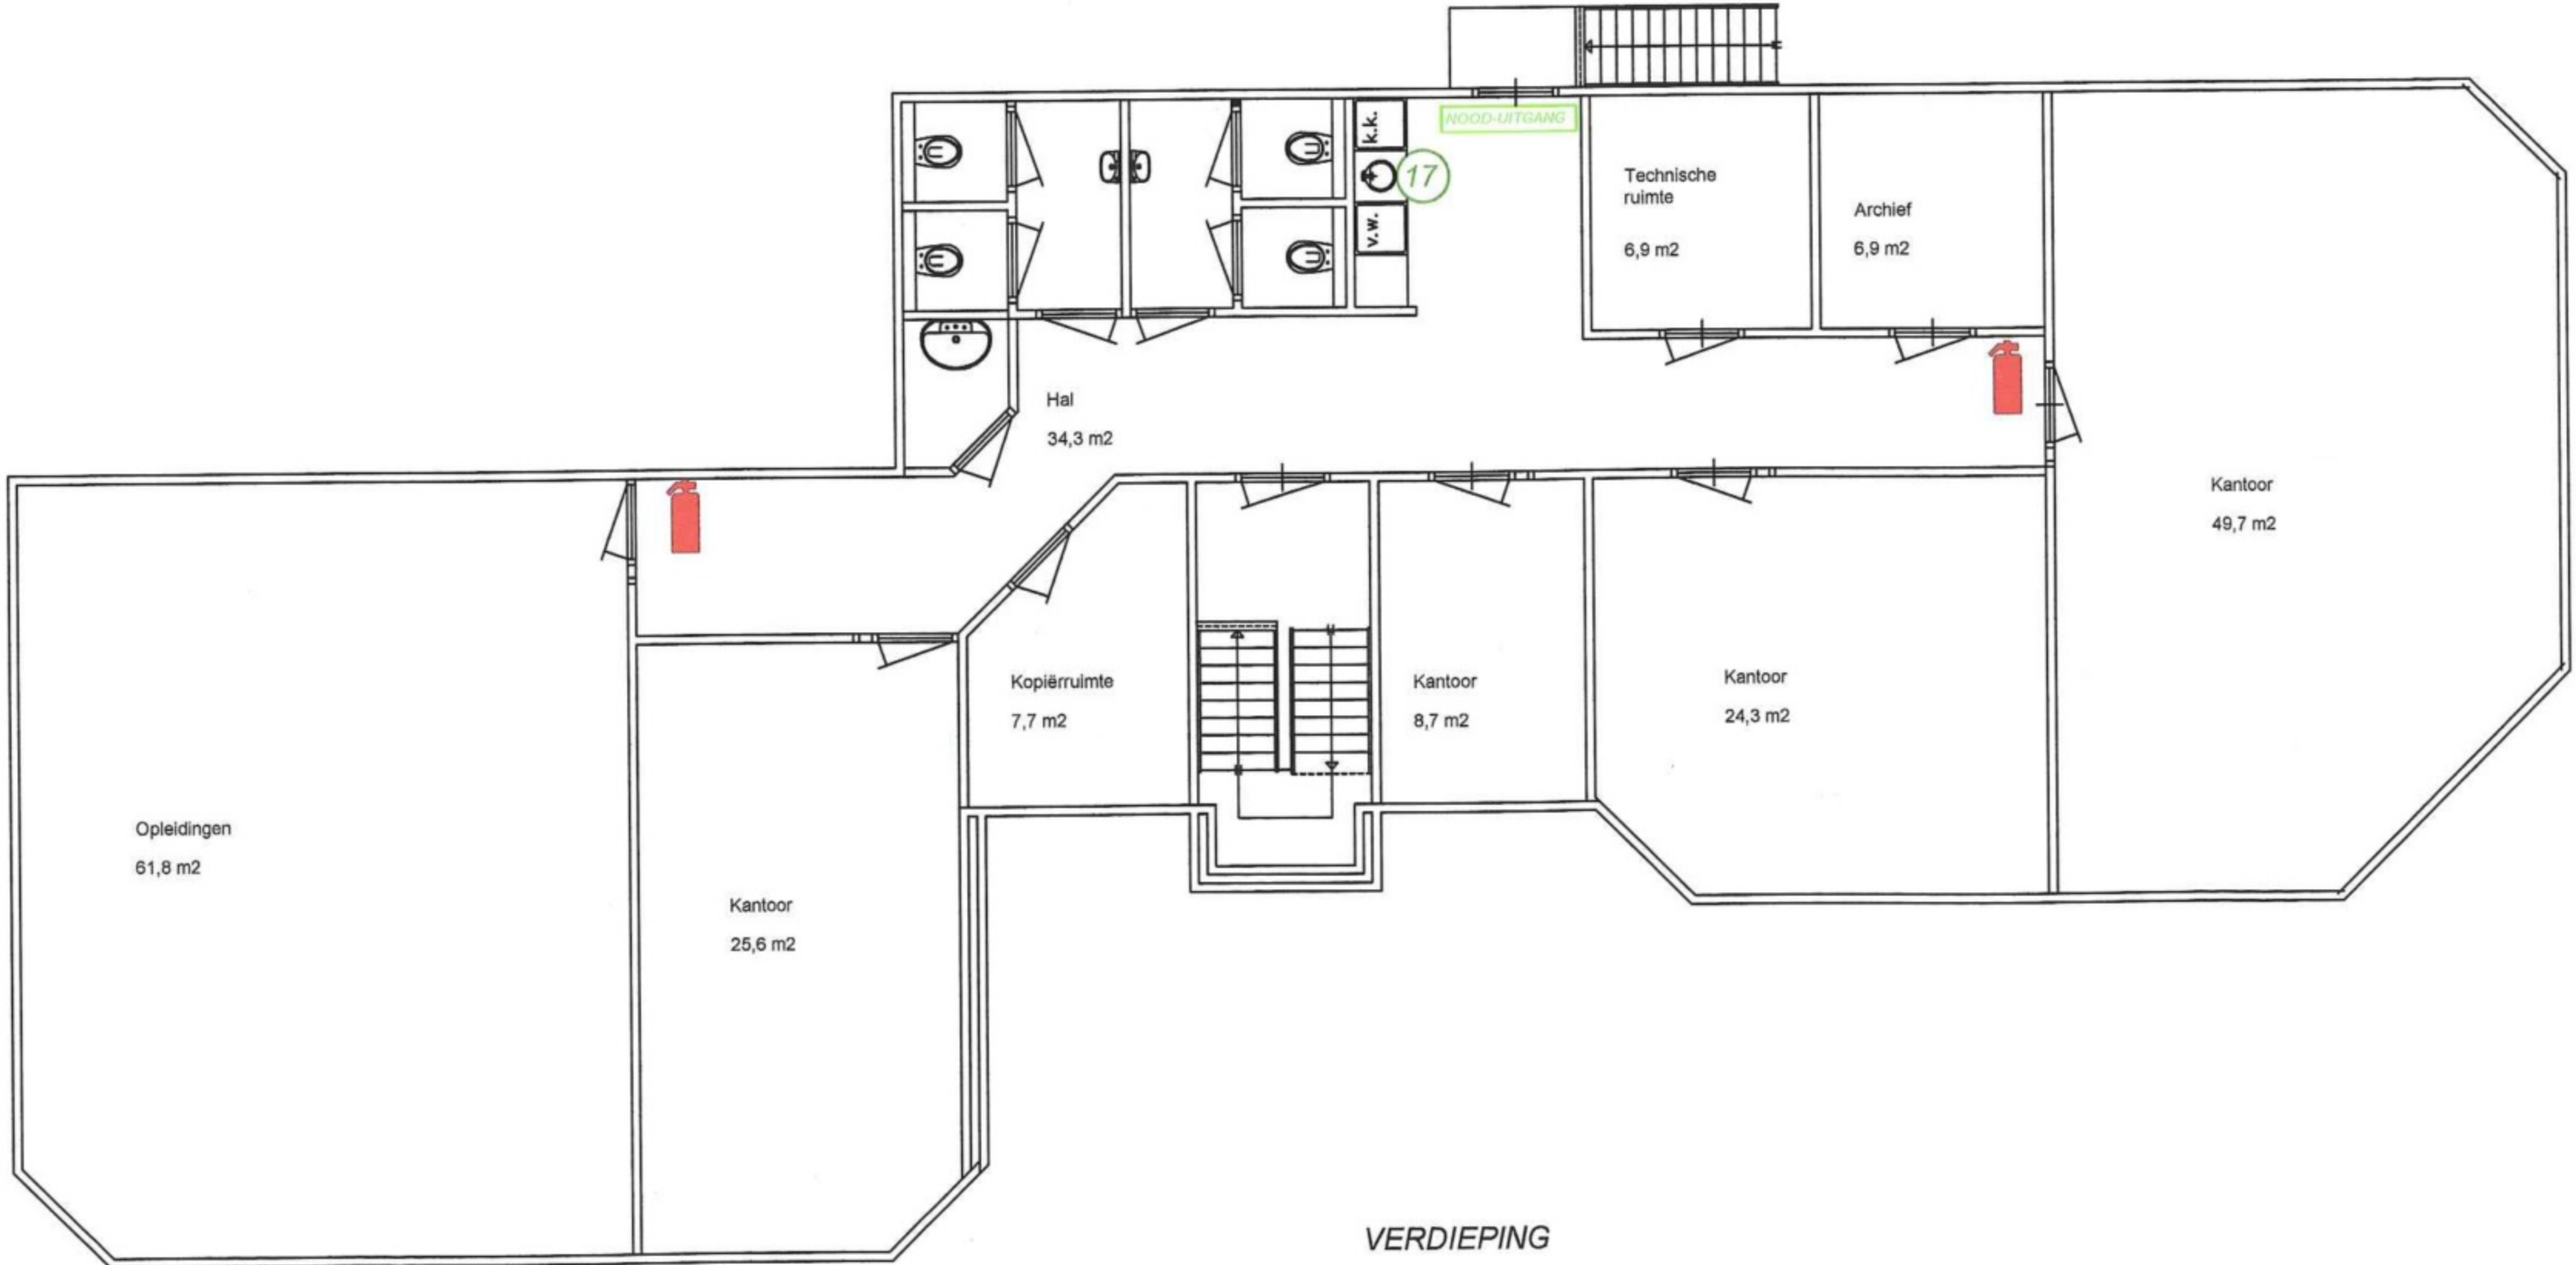 NOOD-UITGANG
k.k.
17
v.w.
Technische
ruimte
6,9 m2
Archief
6,9 m2
Hal
34,3 m2
Kantoor
49,7 m2
Kopiërruimte
7,7 m2
Kantoor
8,7 m2
Kantoor
24,3 m2
Opleidingen
61,8 m2
Kantoor
25,6 m2
VERDIEPING